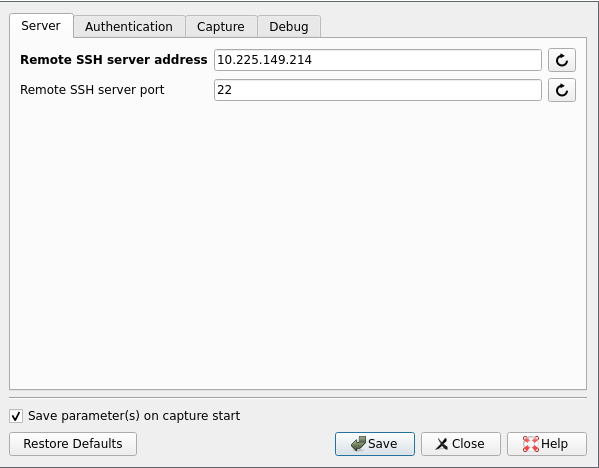 Server Authentication Capture Debug
Remote SSH server address 10.225.149.214
Remote SSH server port 22
Save parameter(s) on capture start
Restore Defaults Save Close Help